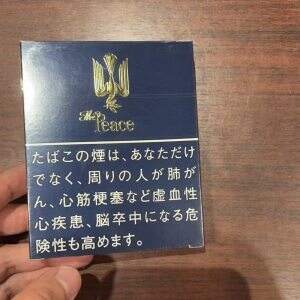 The
Peace
たばこの煙は、あなただけ
でなく、周りの人が肺が
ん、心筋梗塞など虚血性
心疾患、脳卒中になる危
険性も高めます。